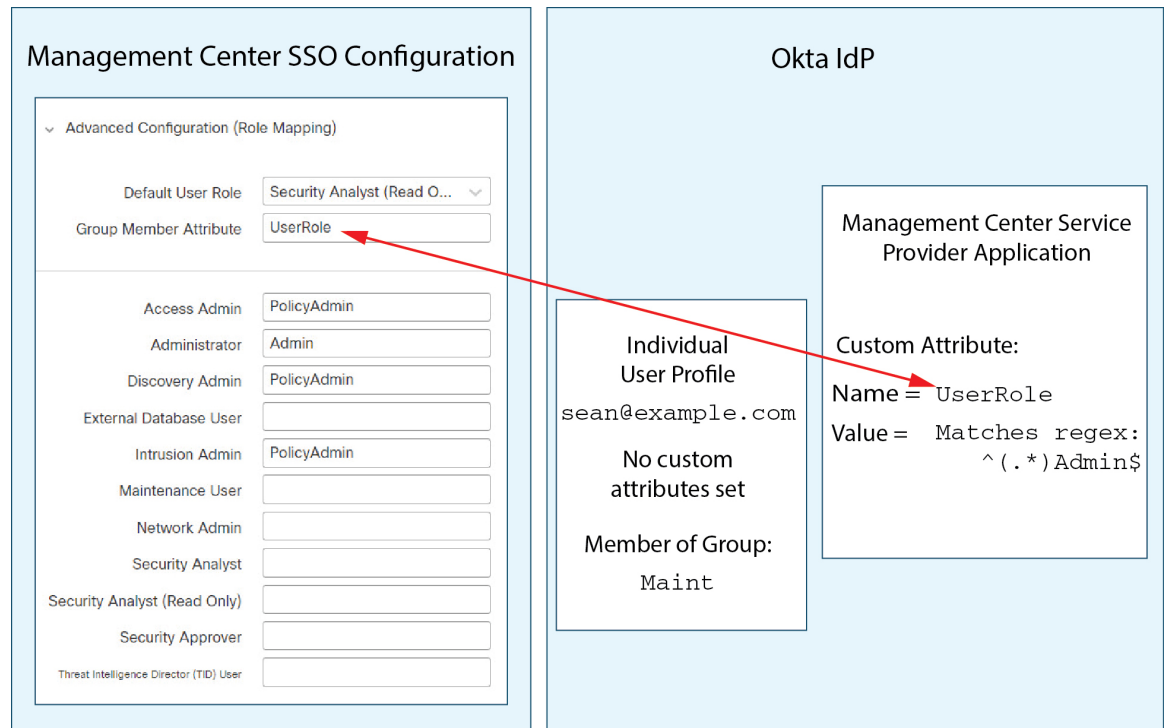 Management Center SSO Configuration
Advanced Configuration (Role Mapping)
Default User Role Security Analyst (Read O...
Group Member Attribute UserRole
Access Admin PolicyAdmin
Administrator Admin
Discovery Admin PolicyAdmin
External Database User
Intrusion Admin PolicyAdmin
Maintenance User
Network Admin
Security Analyst
Security Analyst (Read Only)
Security Approver
Threat Intelligence Director (TID) User
Okta IdP
Individual
User Profile
sean@example.com
No custom
attributes set
Member of Group:
Maint
Management Center Service
Provider Application
Custom Attribute:
Name = UserRole
Value = Matches regex:
^(.*)Admin$